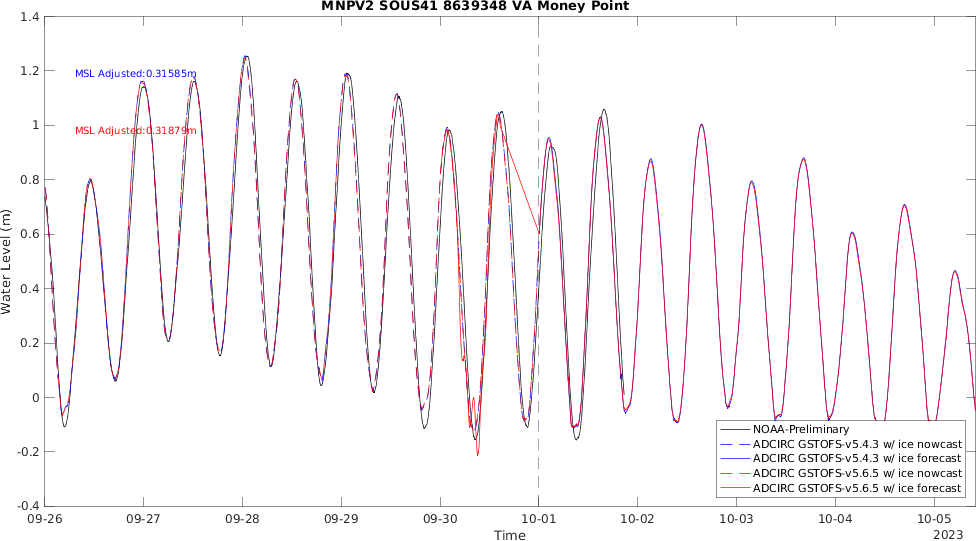 MNPV2 SOUS41 8639348 VA Money Point
1.4
1.2
1
0.8
0.6
0.4
0.2
0
-0.2
-0.4
Water Level (m)
MSL Adjusted:0.31585m
MSL Adjusted:0.31879m
NOAA-Preliminary
ADCIRC GSTOFS-v5.4.3 w/ ice nowcast
ADCIRC GSTOFS-v5.4.3 w/ ice forecast
ADCIRC GSTOFS-v5.6.5 w/ ice nowcast
ADCIRC GSTOFS-v5.6.5 w/ ice forecast
09-26 09-27 09-28 09-29 09-30 10-01 10-02 10-03 10-04 10-05
Time
2023